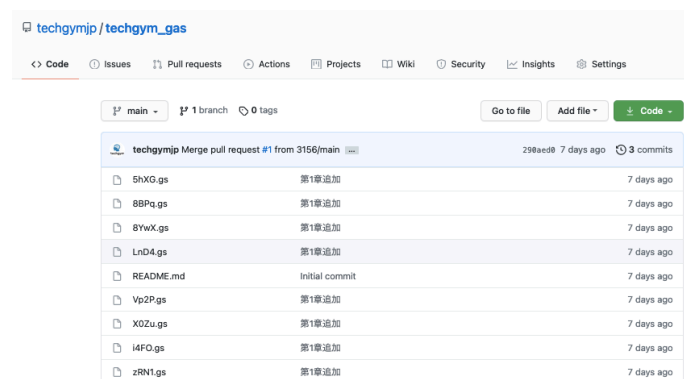 techgymjp / techgym_gas
<> Code Issues Pull requests Actions Projects Wiki Security Insights Settings
main 1 branch 0 tags Go to file Add file Code
techgymjp Merge pull request #1 from 3156/main ... 290aed0 7 days ago 3 commits
5hXG.gs 第1章追加 7 days ago
8BPq.gs 第1章追加 7 days ago
8YwX.gs 第1章追加 7 days ago
LnD4.gs 第1章追加 7 days ago
README.md Initial commit 7 days ago
Vp2P.gs 第1章追加 7 days ago
X0Zu.gs 第1章追加 7 days ago
i4FO.gs 第1章追加 7 days ago
zRN1.gs 第1章追加 7 days ago